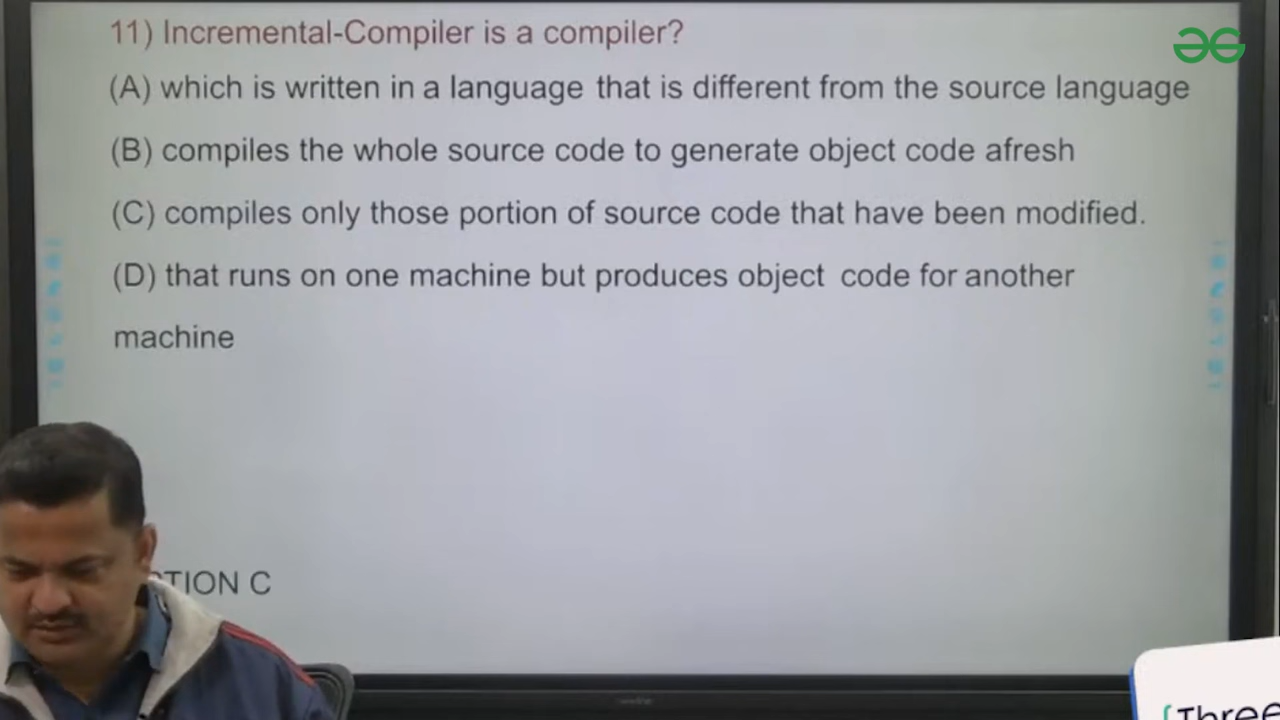 11) Incremental-Compiler is a compiler?
(A) which is written in a language that is different from the source language
(B) compiles the whole source code to generate object code afresh
(C) compiles only those portion of source code that have been modified.
(D) that runs on one machine but produces object code for another
machine
TION C
{Three